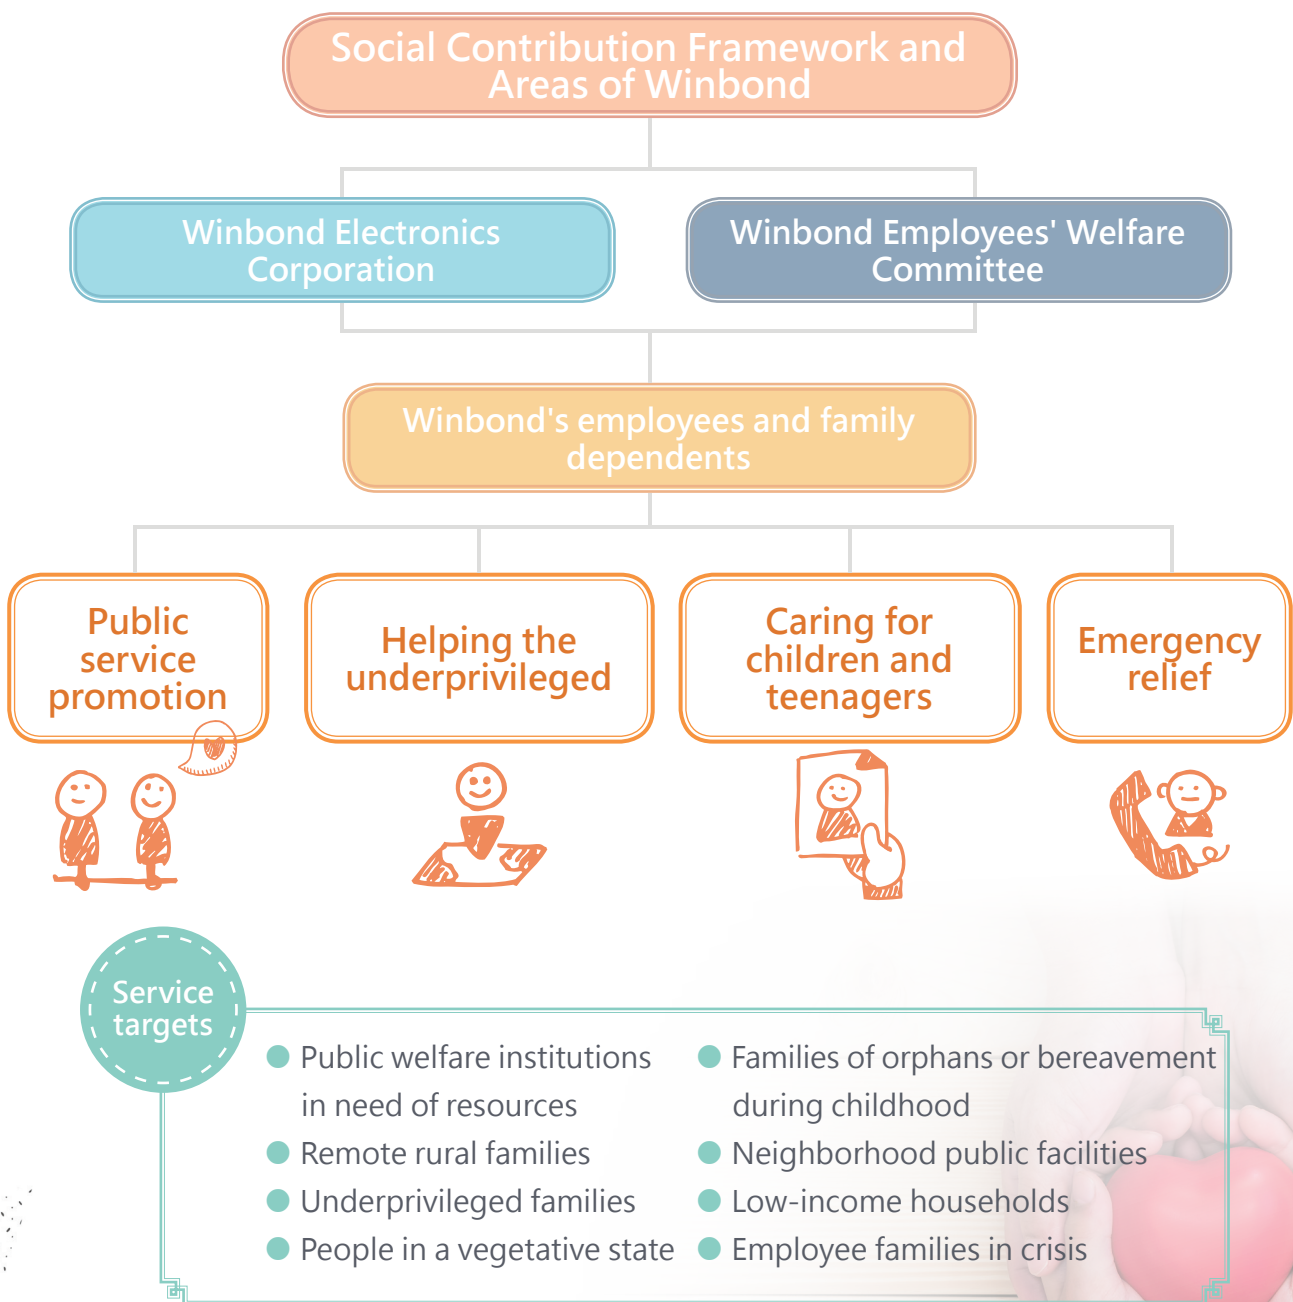 Social Contribution Framework and
Areas of Winbond
Winbond Electronics
Corporation
Winbond Employees' Welfare
Committee
Winbond's employees and family
dependents
Public
service
promotion
Helping the
underprivileged
Caring for
children and
teenagers
Emergency
relief
Service
targets
Public welfare institutions
in need of resources
Remote rural families
Underprivileged families
People in a vegetative state
Families of orphans or bereavement
during childhood
Neighborhood public facilities
Low-income households
Employee families in crisis